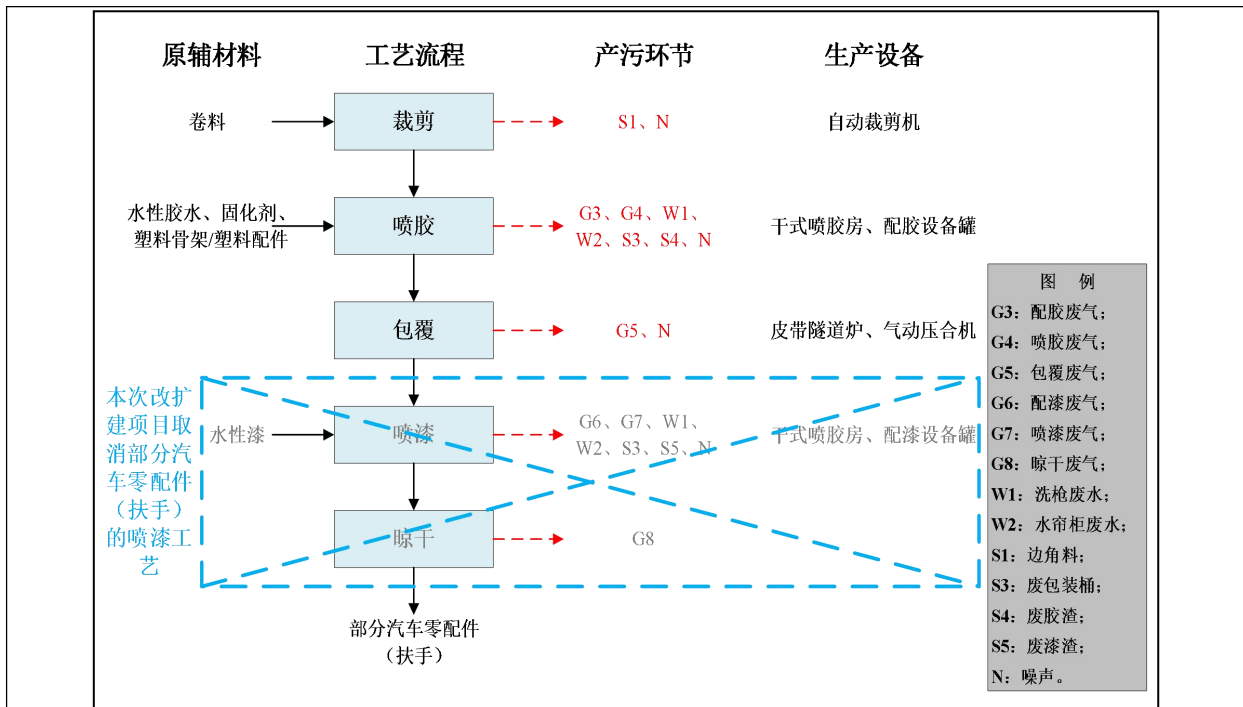 原辅材料 工艺流程 产污环节 生产设备
卷料 裁剪 S1、N 自动裁剪机
水性胶水、固化剂、
塑料骨架/塑料配件
喷胶
G3、G4、W1、
W2、S3、S4、N
干式喷胶房、配胶设备罐
包覆 G5、N 皮带隧道炉、气动压合机
本次改扩
建项目取
消部分汽
车零配件
（扶手）
的喷漆工
艺
水性漆 喷漆
G6、G7、W1、
W2、S3、S5、N
干式喷胶房、配漆设备罐
晾干 G8
部分汽车零配件
（扶手）
图 例
G3：配胶废气；
G4：喷胶废气；
G5：包覆废气；
G6：配漆废气；
G7：喷漆废气；
G8：晾干废气；
W1：洗枪废水；
W2：水帘柜废水；
S1：边角料；
S3：废包装桶；
S4：废胶渣；
S5：废漆渣；
N：噪声。